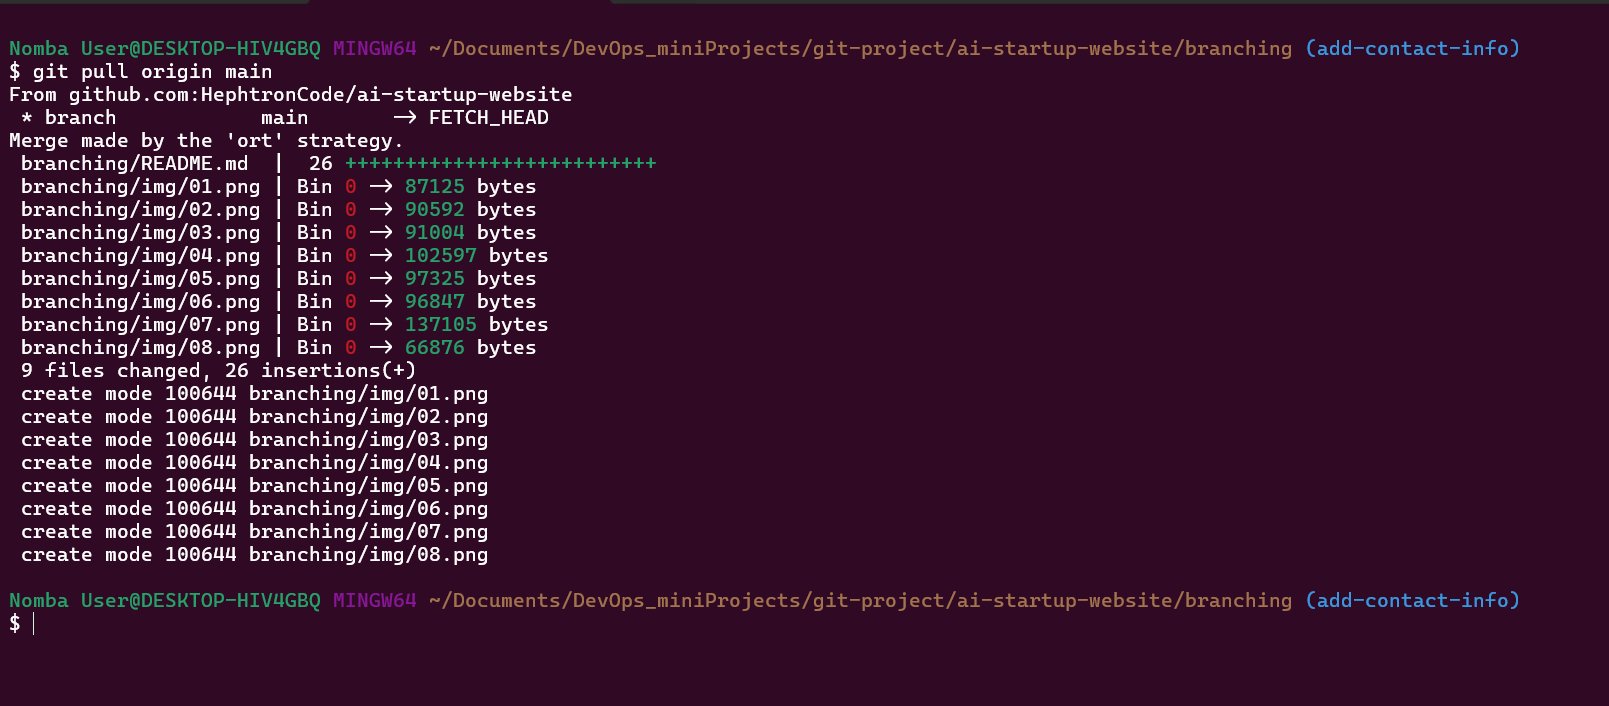 Nomba User@DESKTOP-HIV4GBQ MINGW64 ~/Documents/DevOps_miniProjects/git-project/ai-startup-website/branching (add-contact-info)
$ git pull origin main
From github.com:HephtronCode/ai-startup-website
 * branch            main       -> FETCH_HEAD
Merge made by the 'ort' strategy.
 branching/README.md  |  26 ++++++++++++++++++++++++++
 branching/img/01.png | Bin 0 -> 87125 bytes
 branching/img/02.png | Bin 0 -> 90592 bytes
 branching/img/03.png | Bin 0 -> 91004 bytes
 branching/img/04.png | Bin 0 -> 102597 bytes
 branching/img/05.png | Bin 0 -> 97325 bytes
 branching/img/06.png | Bin 0 -> 96847 bytes
 branching/img/07.png | Bin 0 -> 137105 bytes
 branching/img/08.png | Bin 0 -> 66876 bytes
 9 files changed, 26 insertions(+)
 create mode 100644 branching/img/01.png
 create mode 100644 branching/img/02.png
 create mode 100644 branching/img/03.png
 create mode 100644 branching/img/04.png
 create mode 100644 branching/img/05.png
 create mode 100644 branching/img/06.png
 create mode 100644 branching/img/07.png
 create mode 100644 branching/img/08.png
Nomba User@DESKTOP-HIV4GBQ MINGW64 ~/Documents/DevOps_miniProjects/git-project/ai-startup-website/branching (add-contact-info)
$